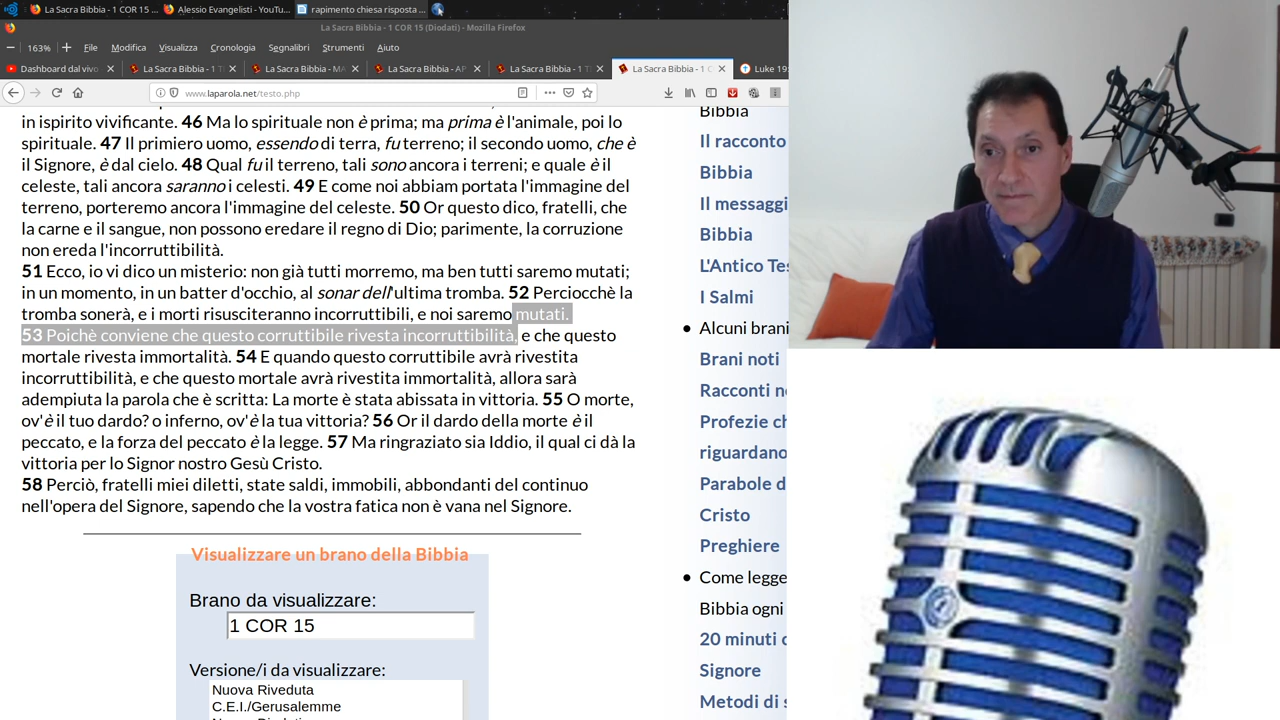 La Sacra Bibbia - 1 COR 15 ...
Alessio Evangelisti - YouTu...
rapimento chiesa risposta ...
La Sacra Bibbia - 1 COR 15 (Diodati) - Mozilla Firefox
163%
File
Modifica
Visualizza
Cronologia
Segnalibri
Strumenti
Aiuto
Dashboard dal vivo
La Sacra Bibbia - 1 T
La Sacra Bibbia - MA
La Sacra Bibbia - AP
La Sacra Bibbia - 1 T
La Sacra Bibbia - 1 C
Luke 19:
www.laparola.net/testo.php
in ispirito vivificante. 46 Ma lo spirituale non è prima; ma prima è l'animale, poi lo
spirituale. 47 Il primiero uomo, essendo di terra, fu terreno; il secondo uomo, che è
il Signore, è dal cielo. 48 Qual fu il terreno, tali sono ancora i terreni; e quale è il
celeste, tali ancora saranno i celesti. 49 E come noi abbiam portata l'immagine del
terreno, porteremo ancora l'immagine del celeste. 50 Or questo dico, fratelli, che
la carne e il sangue, non possono eredare il regno di Dio; parimente, la corruzione
non ereda l'incorruttibilità.
51 Ecco, io vi dico un misterio: non già tutti morremo, ma ben tutti saremo mutati;
in un momento, in un batter d'occhio, al sonar dell'ultima tromba. 52 Perciocchè la
tromba sonerà, e i morti risusciteranno incorruttibili, e noi saremo mutati.
53 Poichè conviene che questo corruttibile rivesta incorruttibilità, e che questo
mortale rivesta immortalità. 54 E quando questo corruttibile avrà rivestita
incorruttibilità, e che questo mortale avrà rivestita immortalità, allora sarà
adempiuta la parola che è scritta: La morte è stata abissata in vittoria. 55 O morte,
ov'è il tuo dardo? o inferno, ov'è la tua vittoria? 56 Or il dardo della morte è il
peccato, e la forza del peccato è la legge. 57 Ma ringraziato sia Iddio, il qual ci dà la
vittoria per lo Signor nostro Gesù Cristo.
58 Perciò, fratelli miei diletti, state saldi, immobili, abbondanti del continuo
nell'opera del Signore, sapendo che la vostra fatica non è vana nel Signore.
Visualizzare un brano della Bibbia
Brano da visualizzare:
1 COR 15
Versione/i da visualizzare:
Nuova Riveduta
C.E.I./Gerusalemme
Bibbia
Il racconto
Bibbia
Il messaggi
Bibbia
L'Antico Tes
I Salmi
Alcuni brani
Brani noti
Racconti n
Profezie ch
riguardano
Parabole d
Cristo
Preghiere
Come legge
Bibbia ogni
20 minuti
Signore
Metodi di s